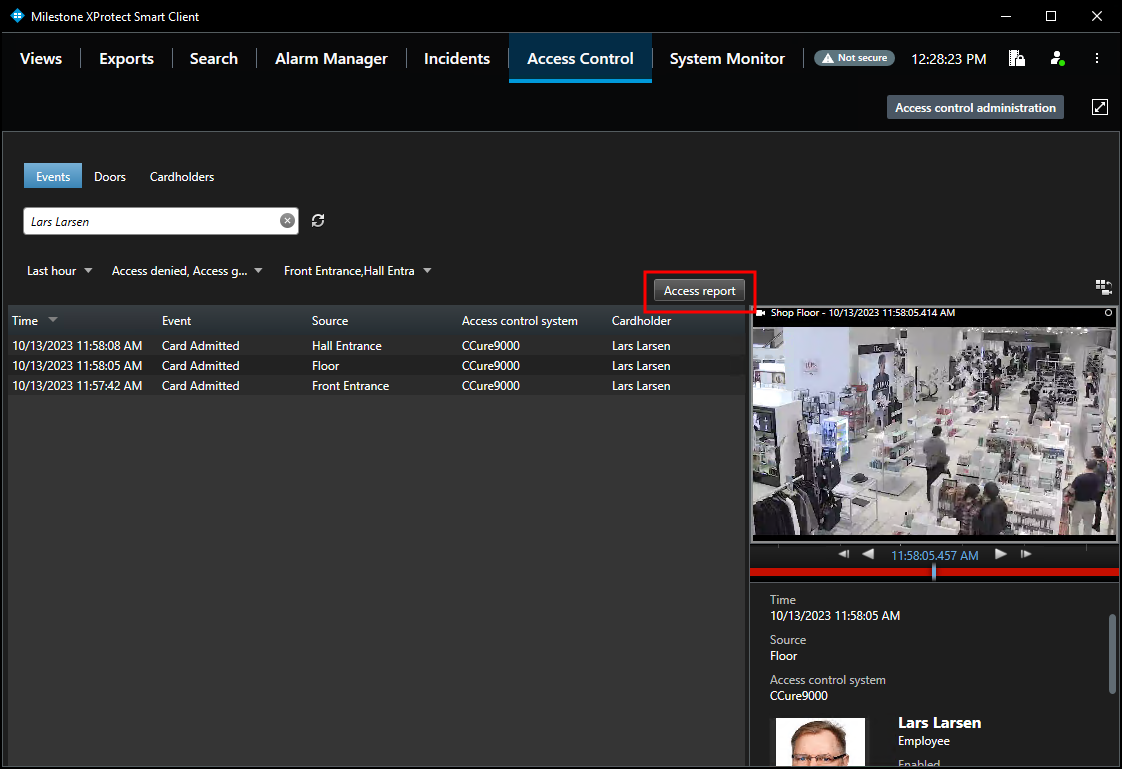 Milestone XProtect Smart Client
Views Exports Search Alarm Manager Incidents Access Control System Monitor Not secure 12:28:23 PM
Access control administration
Events Doors Cardholders
Lars Larsen
Last hour Access denied, Access g... Front Entrance,Hall Entra
Access report
Time Event Source Access control system Cardholder
10/13/2023 11:58:08 AM Card Admitted Hall Entrance CCure9000 Lars Larsen
10/13/2023 11:58:05 AM Card Admitted Floor CCure9000 Lars Larsen
10/13/2023 11:57:42 AM Card Admitted Front Entrance CCure9000 Lars Larsen
Shop Floor - 10/13/2023 11:58:05.414 AM
11:58:05.457 AM
Time
10/13/2023 11:58:05 AM
Source
Floor
Access control system
CCure9000
Lars Larsen
Employee
Enabled